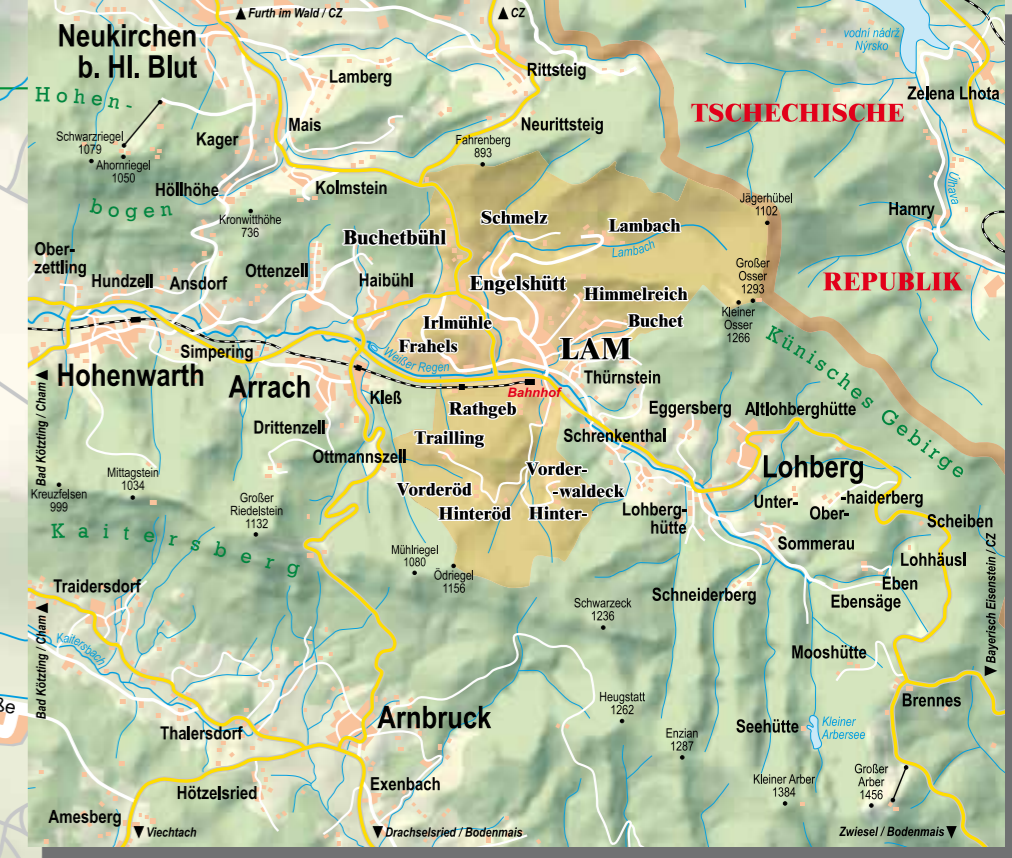 ▲ Furth im Wald / CZ
▲ CZ
Neukirchen
b. Hl. Blut
Lamberg
Rittsteig
vodní nádrž
Nýrsko
Zelena Lhota
Hohen-
bogen
TSCHECHISCHE
REPUBLIK
Schwarzriegel
1079
Ahornriegel
1050
Kager
Mais
Neurittsteig
Fahrenberg
893
Höllhöhe
Kolmstein
Kronwitthöhe
736
Jägerhübel
1102
Úhlava
Hamry
Schmelz
Lambach
Lambach
Buchetbühl
Ober-
zettling
Hundzell
Ansdorf
Ottenzell
Haibühl
Engelshütt
Himmelreich
Großer
Osser
1293
Kleiner
Osser
1266
Irlmühle
Buchet
Frahels
LAM
Simpering
Weißer Regen
Künisches Gebirge
Hohenwarth
Arrach
Kleß
Bahnhof
Thürnstein
Bad Kötzting / Cham ▲
Rathgeb
Eggersberg
Altlohberghütte
Drittenzell
Trailling
Schrenkenthal
Ottmannszell
Lohberg
Mittagstein
1034
Kreuzfelsen
999
Vorder-
-waldeck
Hinter-
Vorderöd
Hinteröd
Unter-
-haiderberg
Ober-
Großer
Riedelstein
1132
Lohberg-
hütte
Scheiben
Kaitersberg
Sommerau
Mühlriegel
1080
Ödriegel
1156
Lohhäusl
Eben
Ebensäge
Traidersdorf
Schneiderberg
Schwarzeck
1236
Bayerisch Eisenstein / CZ
▼
Bad Kötzting / Cham ▲
Kaitersbach
Mooshütte
ße
Brennes
Heugstatt
1262
Arnbruck
Thalersdorf
Seehütte
Kleiner
Arbersee
Enzian
1287
Exenbach
Hötzelsried
Kleiner Arber
1384
Großer
Arber
1456
Amesberg
▼ Viechtach
▼ Drachselsried / Bodenmais
Zwiesel / Bodenmais ▼